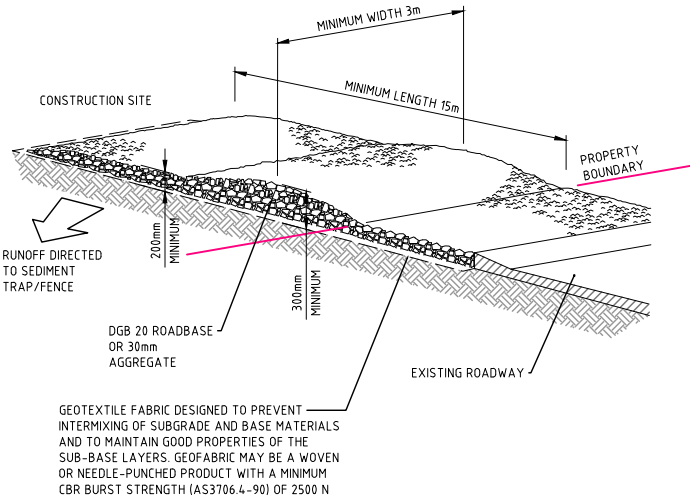 MINIMUM WIDTH 3m
MINIMUM LENGTH 15m
CONSTRUCTION SITE
PROPERTY
BOUNDARY
200mm
MINIMUM
RUNOFF DIRECTED
TO SEDIMENT
TRAP/FENCE
300mm
MINIMUM
DGB 20 ROADBASE
OR 30mm
AGGREGATE
EXISTING ROADWAY
GEOTEXTILE FABRIC DESIGNED TO PREVENT
INTERMIXING OF SUBGRADE AND BASE MATERIALS
AND TO MAINTAIN GOOD PROPERTIES OF THE
SUB-BASE LAYERS. GEOFABRIC MAY BE A WOVEN
OR NEEDLE-PUNCHED PRODUCT WITH A MINIMUM
CBR BURST STRENGTH (AS3706.4-90) OF 2500 N